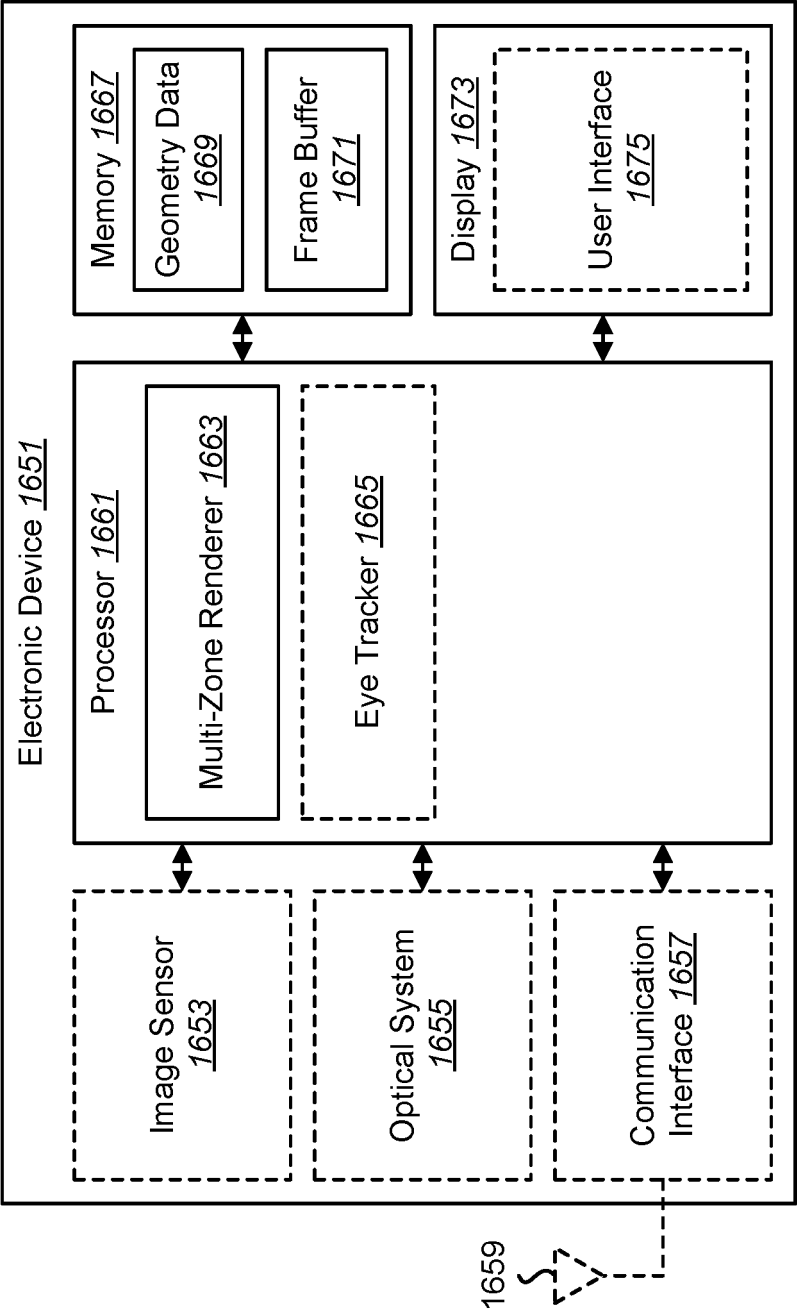 Electronic Device 1651
Image Sensor
1653
Optical System
1655
Communication
Interface 1657
1659
Processor 1661
Multi-Zone Renderer 1663
Eye Tracker 1665
Memory 1667
Geometry Data
1669
Frame Buffer
1671
Display 1673
User Interface
1675